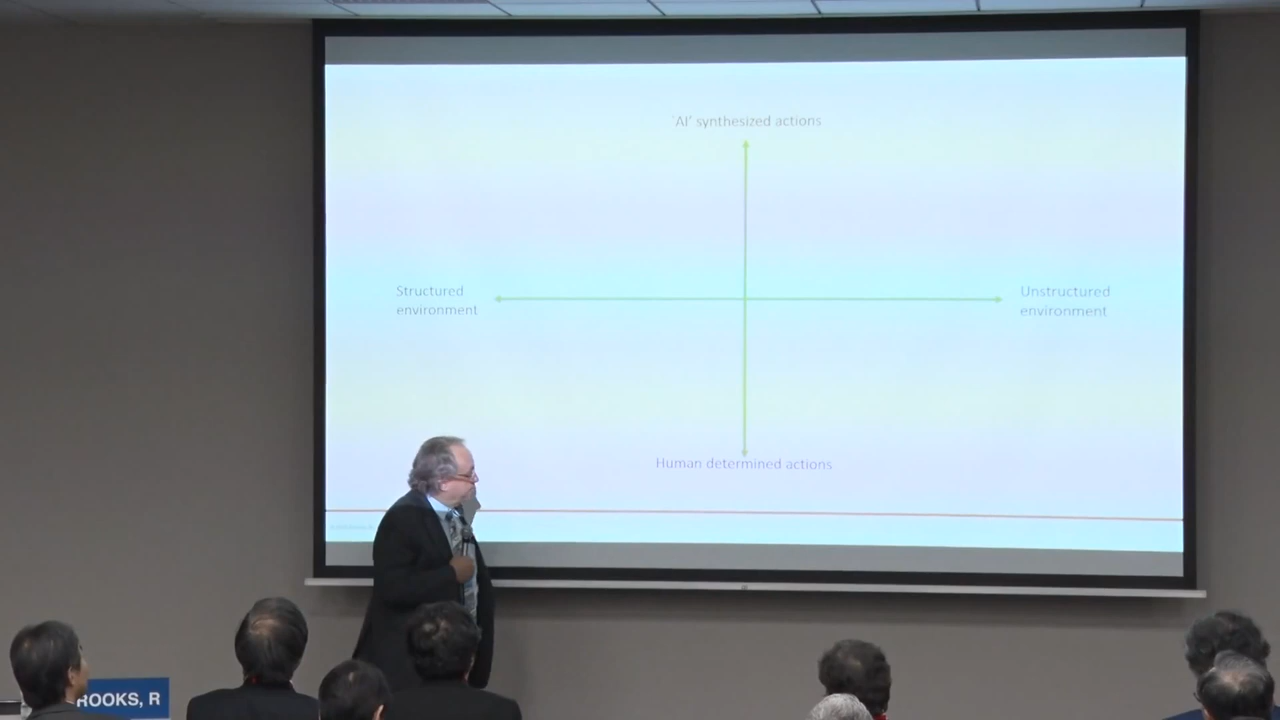 'AI' synthesized actions
Structured
environment
Unstructured
environment
Human determined actions
ROOKS, R